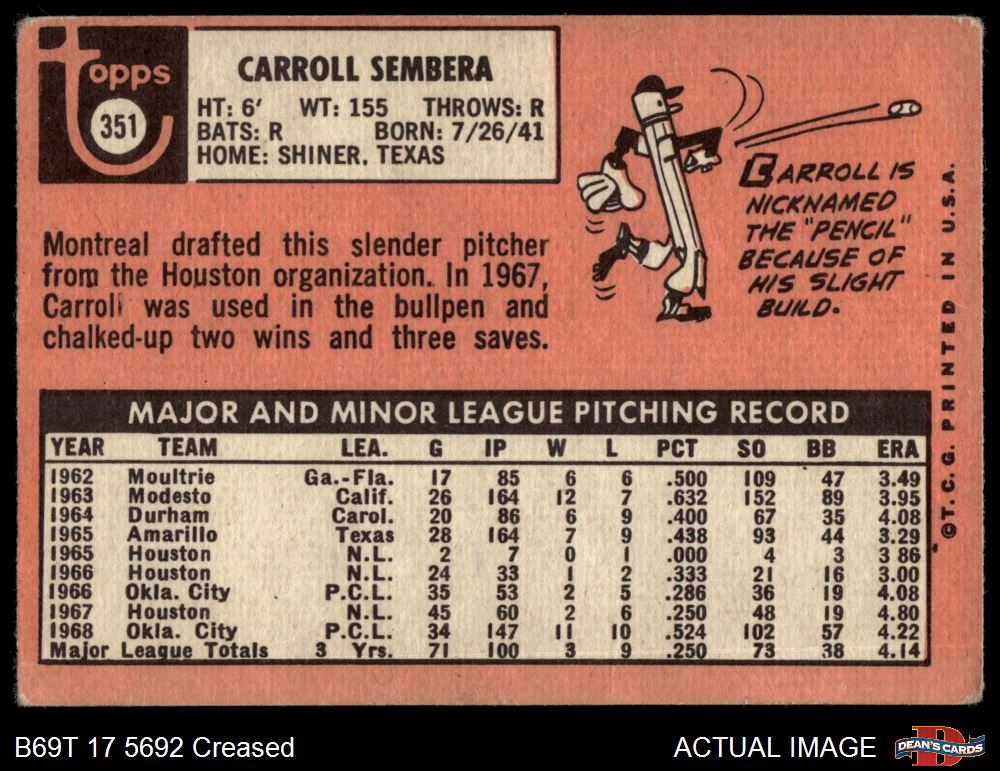 Topps
351
CARROLL SEMBERA
HT: 6' WT: 155 THROWS: R
BATS: R BORN: 7/26/41
HOME: SHINER, TEXAS
Montreal drafted this slender pitcher
from the Houston organization. In 1967,
Carroll was used in the bullpen and
chalked-up two wins and three saves.
CARROLL IS
NICKNAMED
THE "PENCIL"
BECAUSE OF
HIS SLIGHT
BUILD.
©T.C.G. PRINTED IN U.S.A.
MAJOR AND MINOR LEAGUE PITCHING RECORD
YEAR TEAM LEA. G IP W L PCT SO BB ERA
1962 Moultrie Ga.-Fla. 17 85 6 6 .500 109 47 3.49
1963 Modesto Calif. 26 164 12 7 .632 152 89 3.95
1964 Durham Carol. 20 86 6 9 .400 67 35 4.08
1965 Amarillo Texas 28 164 7 9 .438 93 44 3.29
1965 Houston N.L. 2 7 0 1 .000 4 3 3 86
1966 Houston N.L. 24 33 1 2 .333 21 16 3.00
1966 Okla. City P.C.L. 35 53 2 5 .286 36 19 4.08
1967 Houston N.L. 45 60 2 6 .250 48 19 4.80
1968 Okla. City P.C.L. 34 147 11 10 .524 102 57 4.22
Major League Totals 3 Yrs. 71 100 3 9 .250 73 38 4.14
B69T 17 5692 Creased
ACTUAL IMAGE
D
DEAN'S CARDS